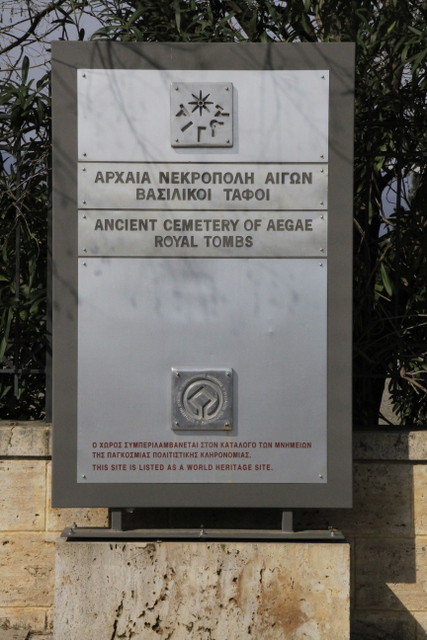 ΑΡΧΑΙΑ ΝΕΚΡΟΠΟΛΗ ΑΙΓΩΝ
ΒΑΣΙΛΙΚΟΙ ΤΑΦΟΙ
ANCIENT CEMETERY OF AEGAE
ROYAL TOMBS
Ο ΧΩΡΟΣ ΣΥΜΠΕΡΙΛΑΜΒΑΝΕΤΑΙ ΣΤΟΝ ΚΑΤΑΛΟΓΟ ΤΩΝ ΜΝΗΜΕΙΩΝ
ΤΗΣ ΠΑΓΚΟΣΜΙΑΣ ΠΟΛΙΤΙΣΤΙΚΗΣ ΚΛΗΡΟΝΟΜΙΑΣ.
THIS SITE IS LISTED AS A WORLD HERITAGE SITE.